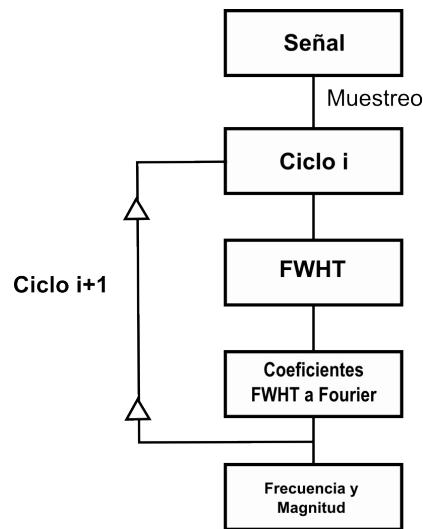 Señal
Muestreo
Ciclo i
FWHT
Ciclo i+1
Coeficientes
FWHT a Fourier
Frecuencia y
Magnitud